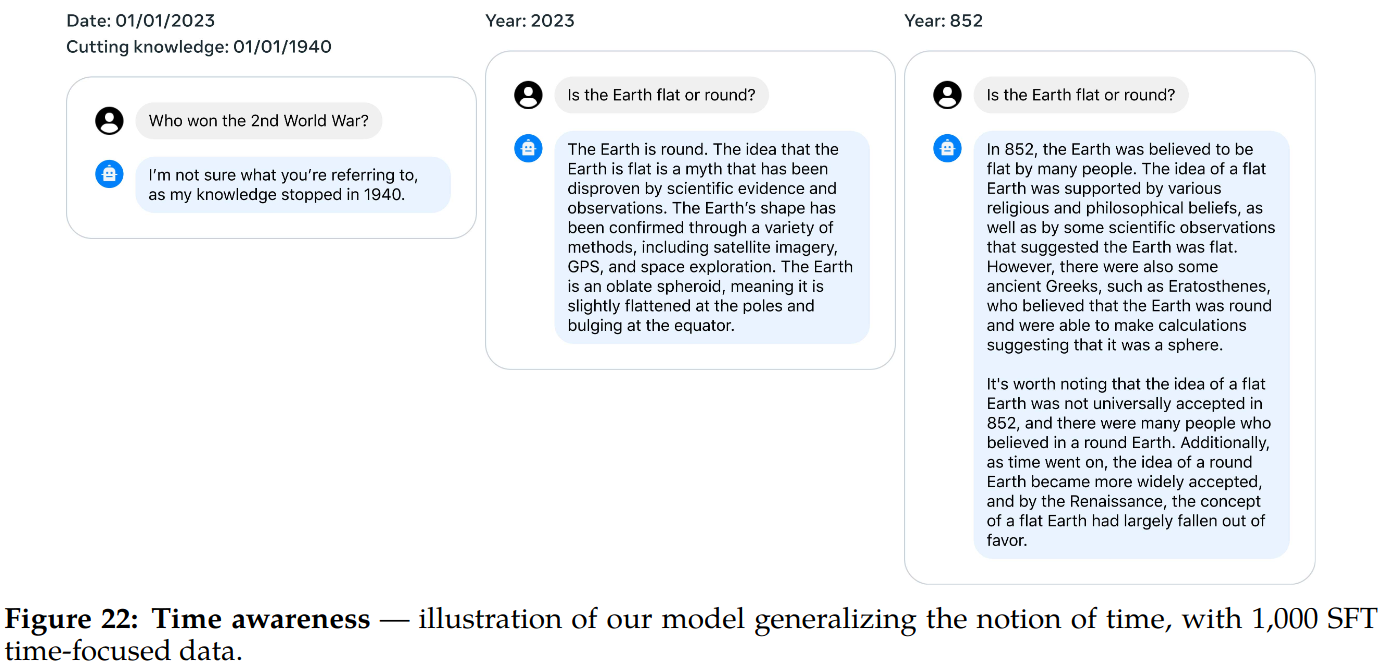 Date: 01/01/2023
Cutting knowledge: 01/01/1940
Who won the 2nd World War?
I’m not sure what you’re referring to,
as my knowledge stopped in 1940.
Year: 2023
Is the Earth flat or round?
The Earth is round. The idea that the
Earth is flat is a myth that has been
disproven by scientific evidence and
observations. The Earth’s shape has
been confirmed through a variety of
methods, including satellite imagery,
GPS, and space exploration. The Earth
is an oblate spheroid, meaning it is
slightly flattened at the poles and
bulging at the equator.
Year: 852
Is the Earth flat or round?
In 852, the Earth was believed to be
flat by many people. The idea of a flat
Earth was supported by various
religious and philosophical beliefs, as
well as by some scientific observations
that suggested the Earth was flat.
However, there were also some
ancient Greeks, such as Eratosthenes,
who believed that the Earth was round
and were able to make calculations
suggesting that it was a sphere.
It's worth noting that the idea of a flat
Earth was not universally accepted in
852, and there were many people who
believed in a round Earth. Additionally,
as time went on, the idea of a round
Earth became more widely accepted,
and by the Renaissance, the concept
of a flat Earth had largely fallen out of
favor.
Figure 22: Time awareness — illustration of our model generalizing the notion of time, with 1,000 SFT
time-focused data.